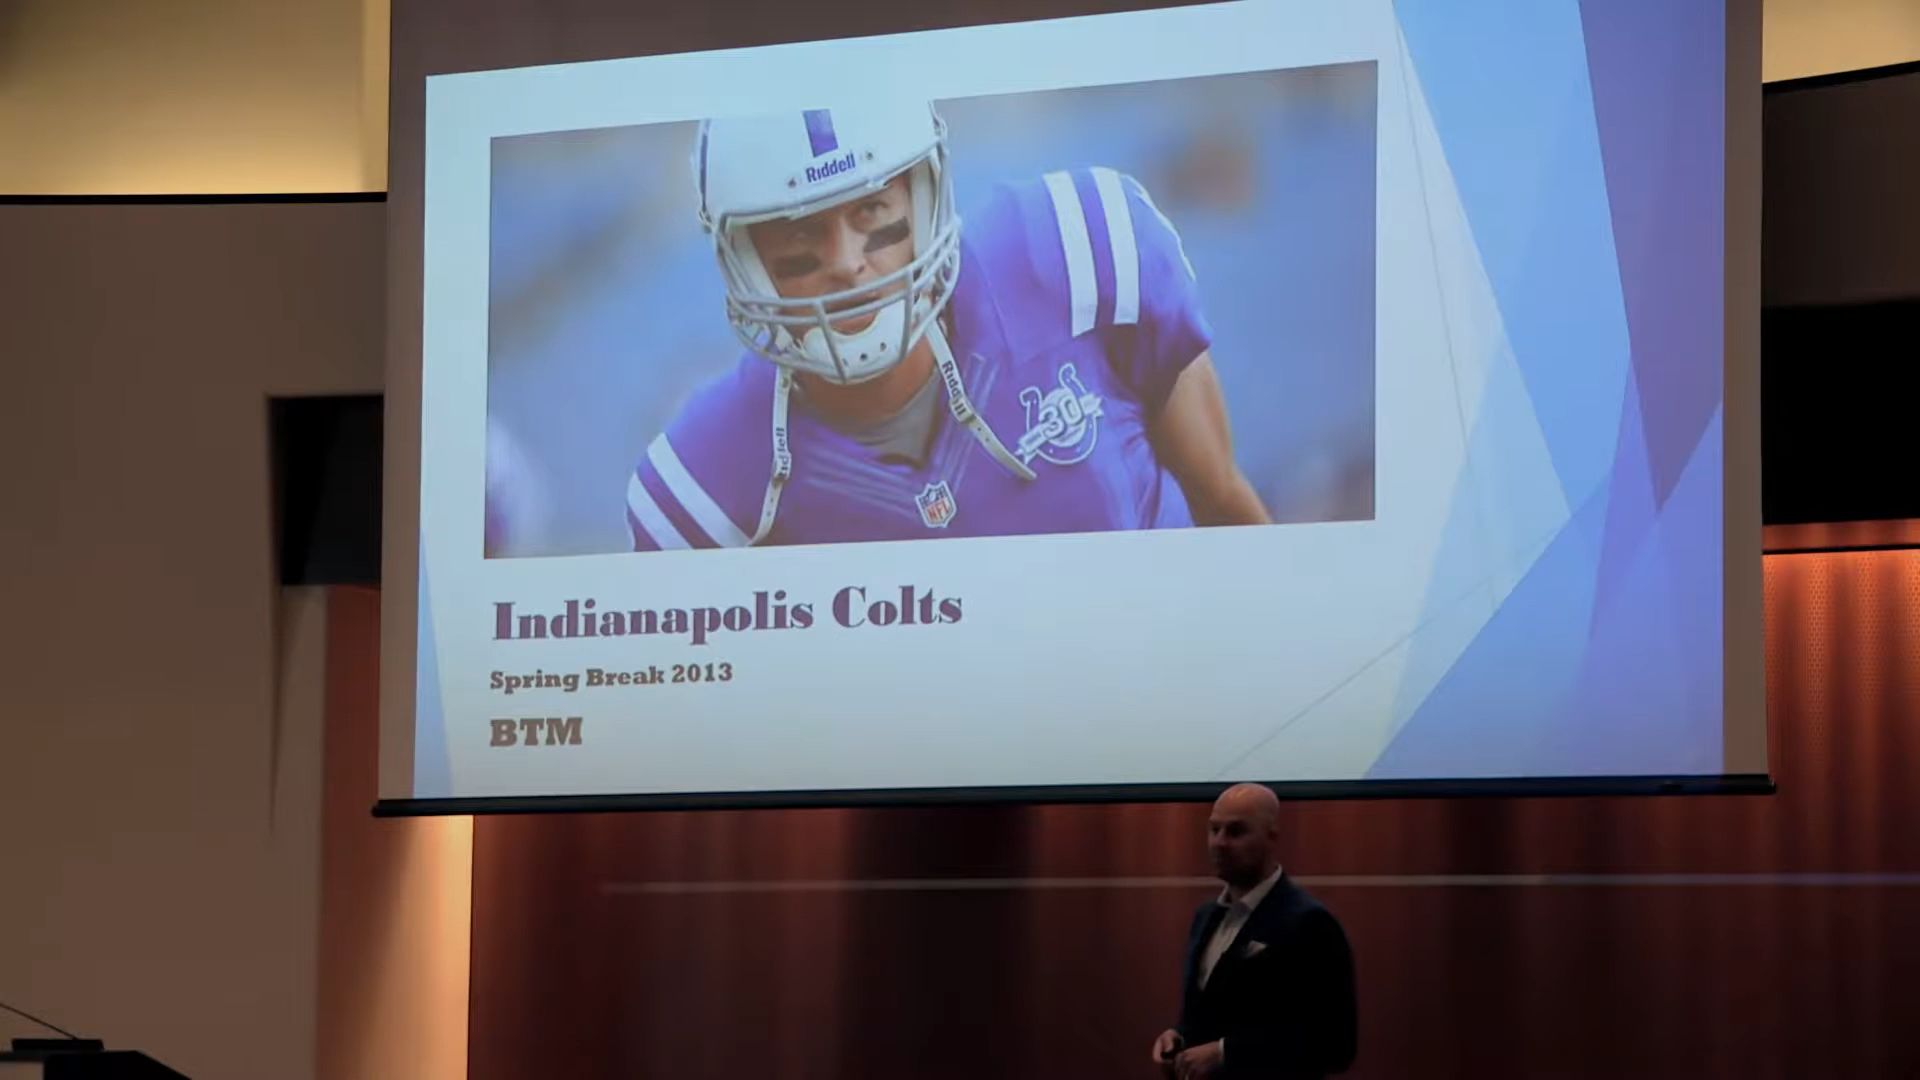 Riddell
Riddell
Riddell
30
NFL
Indianapolis Colts
Spring Break 2013
BTM